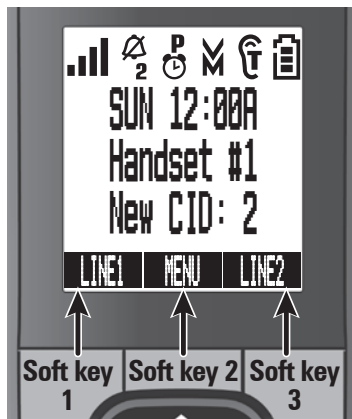 2 P T
SUN 12:00A
Handset #1
New CID: 2
LINE1 MENU LINE2
Soft key 1 Soft key 2 Soft key 3